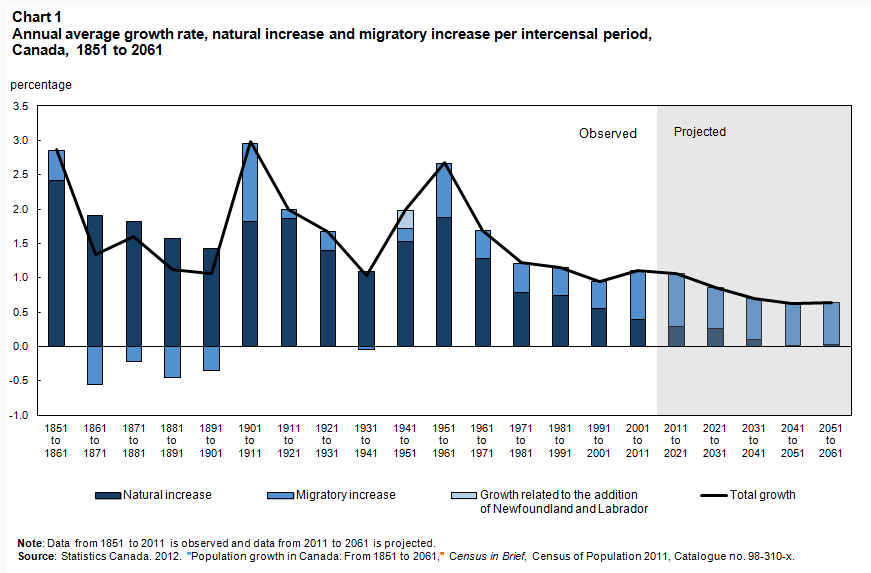 Chart 1
Annual average growth rate, natural increase and migratory increase per intercensal period,
Canada, 1851 to 2061
percentage
3.5
3.0
2.5
2.0
1.5
1.0
0.5
0.0
-0.5
-1.0
Observed
Projected
1851 1861 1871 1881 1891 1901 1911 1921 1931 1941 1951 1961 1971 1981 1991 2001 2011 2021 2031 2041 2051
to to to to to to to to to to to to to to to to to to to to to
1861 1871 1881 1891 1901 1911 1921 1931 1941 1951 1961 1971 1981 1991 2001 2011 2021 2031 2041 2051 2061
Natural increase
Migratory increase
Growth related to the addition
of Newfoundland and Labrador
Total growth
Note: Data from 1851 to 2011 is observed and data from 2011 to 2061 is projected.
Source: Statistics Canada. 2012. "Population growth in Canada: From 1851 to 2061," Census in Brief, Census of Population 2011, Catalogue no. 98-310-x.